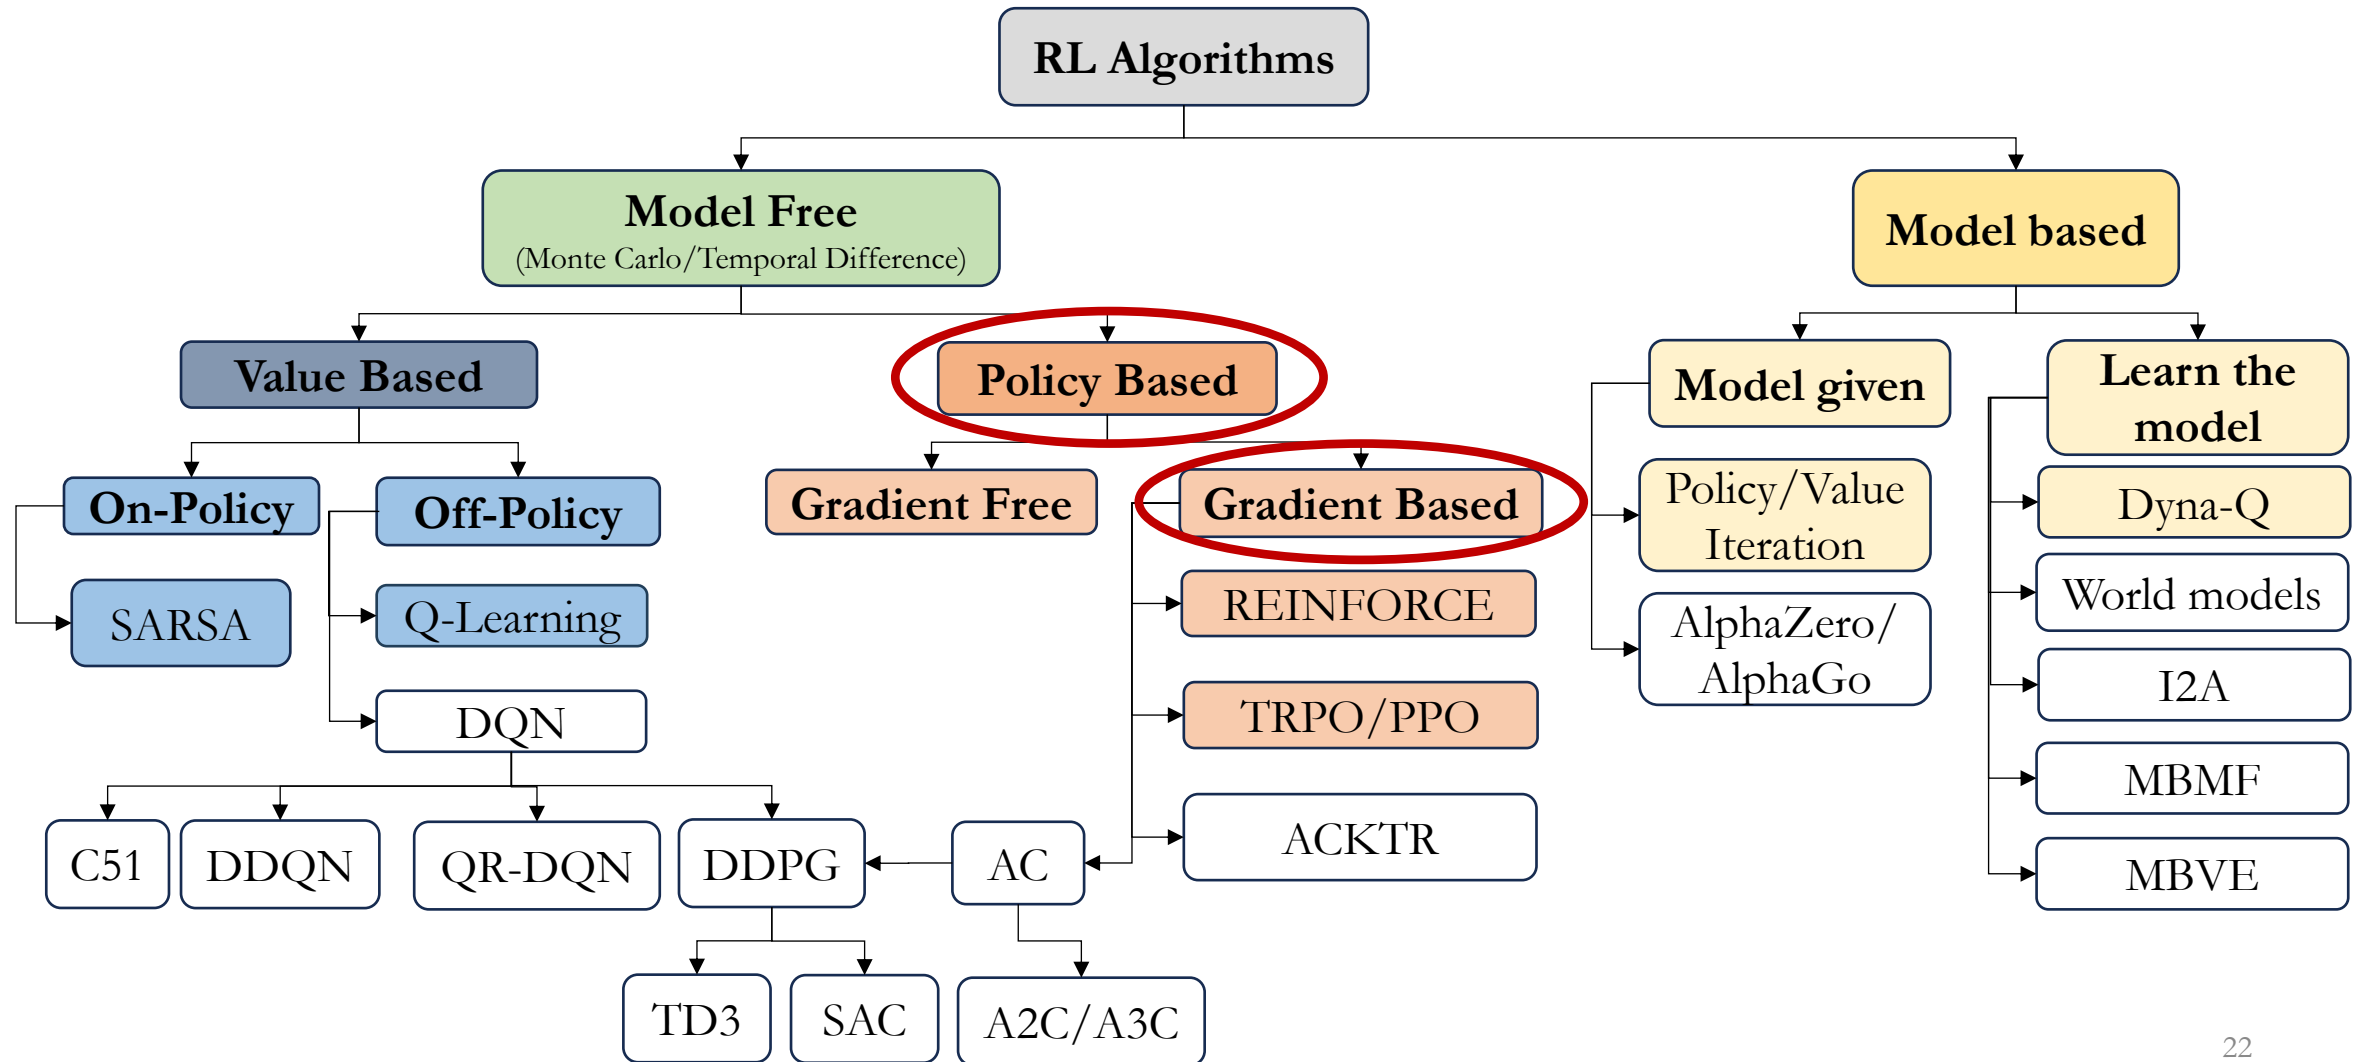 RL Algorithms
Model Free
(Monte Carlo/Temporal Difference)
Model based
Value Based
Policy Based
Model given
Learn the
model
On-Policy
Off-Policy
Gradient Free
Gradient Based
Policy/Value
Iteration
Dyna-Q
SARSA
Q-Learning
REINFORCE
AlphaZero/
AlphaGo
World models
DQN
TRPO/PPO
I2A
MBMF
C51
DDQN
QR-DQN
DDPG
AC
ACKTR
MBVE
TD3
SAC
A2C/A3C
22